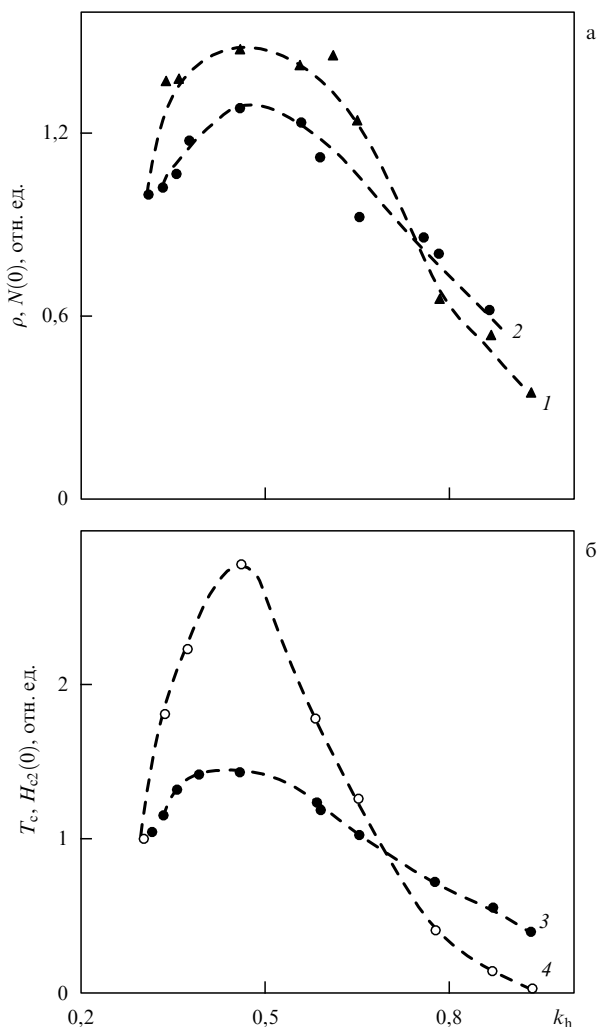 а
1,2
0,6
0
ρ, N(0), отн. ед.
2
1
б
2
1
0
T_c, H_c2(0), отн. ед.
3
4
0,2
0,5
0,8
k_h